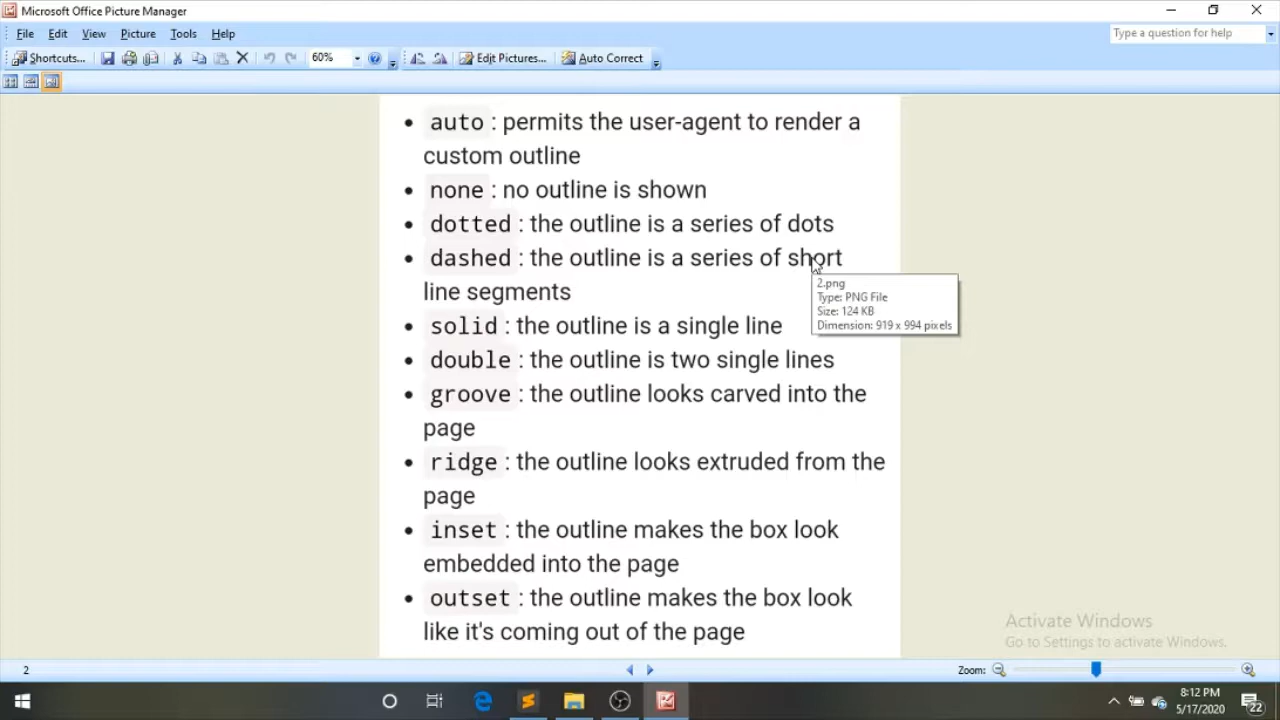 Microsoft Office Picture Manager
File Edit View Picture Tools Help
Type a question for help
Shortcuts... 60% Edit Pictures... Auto Correct
• auto : permits the user-agent to render a
custom outline
• none : no outline is shown
• dotted : the outline is a series of dots
• dashed : the outline is a series of short
line segments
2.png
Type: PNG File
Size: 124 KB
Dimension: 919 x 994 pixels
• solid : the outline is a single line
• double : the outline is two single lines
• groove : the outline looks carved into the
page
• ridge : the outline looks extruded from the
page
• inset : the outline makes the box look
embedded into the page
• outset : the outline makes the box look
like it's coming out of the page
Activate Windows
Go to Settings to activate Windows.
2
Zoom:
8:12 PM
5/17/2020
22